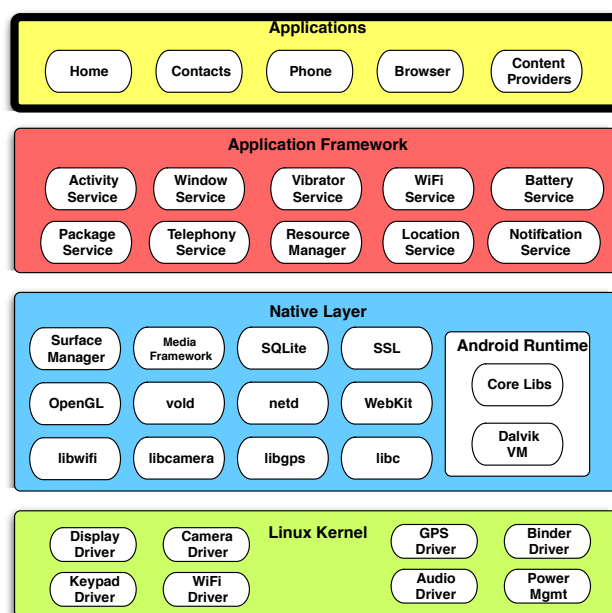 Applications
Home
Contacts
Phone
Browser
Content
Providers
Application Framework
Activity
Service
Window
Service
Vibrator
Service
WiFi
Service
Battery
Service
Package
Service
Telephony
Service
Resource
Manager
Location
Service
Notification
Service
Native Layer
Surface
Manager
Media
Framework
SQLite
SSL
Android Runtime
Core Libs
OpenGL
vold
netd
WebKit
Dalvik
VM
libwifi
libcamera
libgps
libc
Linux Kernel
Display
Driver
Camera
Driver
GPS
Driver
Binder
Driver
Keypad
Driver
WiFi
Driver
Audio
Driver
Power
Mgmt